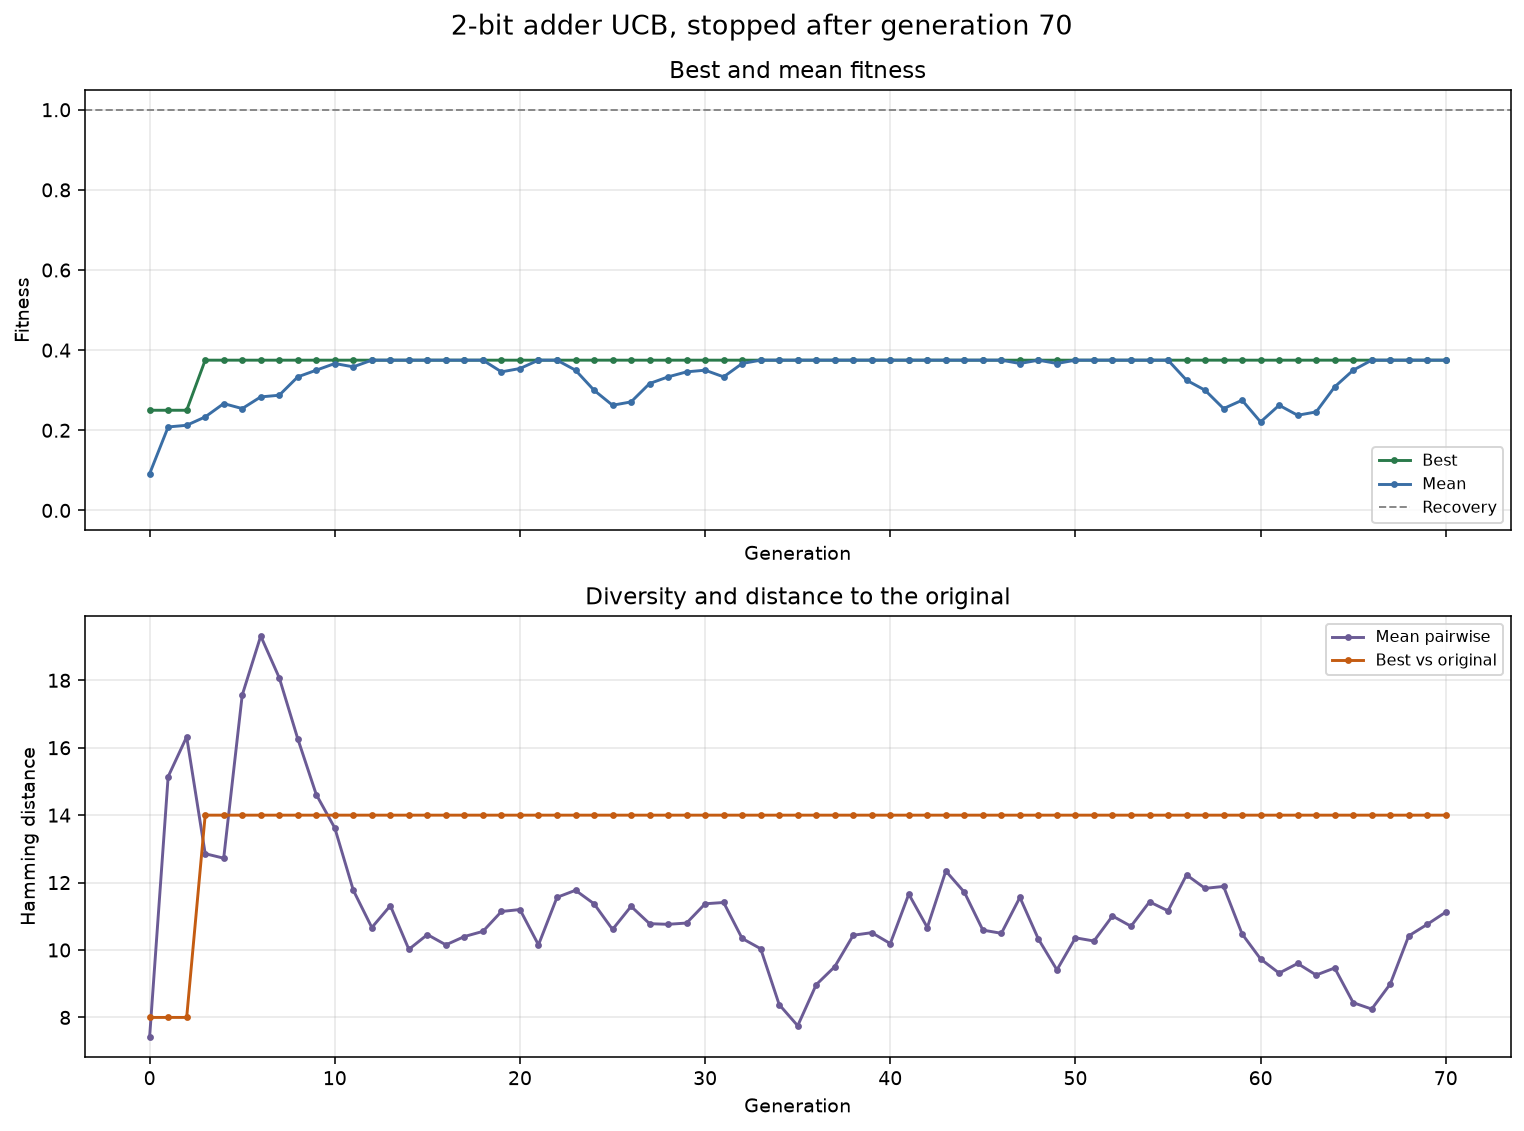 2-bit adder UCB, stopped after generation 70
Best and mean fitness
1.0
0.8
0.6
0.4
0.2
0.0
Fitness
Best
Mean
Recovery
Generation
Diversity and distance to the original
18
16
14
12
10
8
Hamming distance
Mean pairwise
Best vs original
0 10 20 30 40 50 60 70
Generation